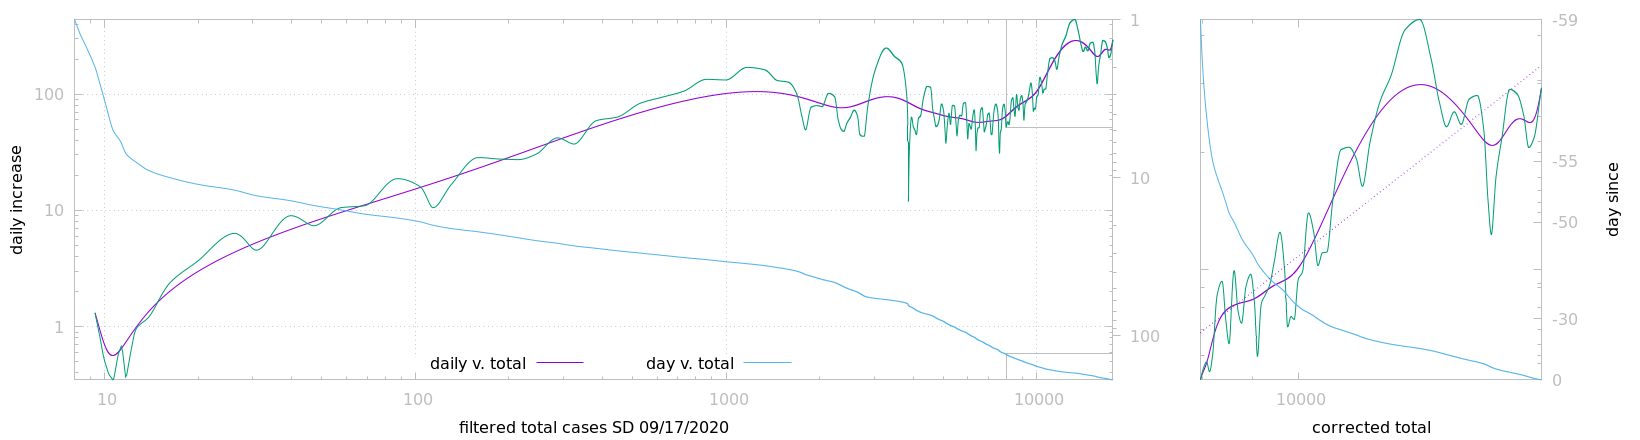 daily increase
100
10
1
10
100
1000
10000
1
10
100
daily v. total
day v. total
filtered total cases SD 09/17/2020
10000
corrected total
-59
-55
-50
-30
0
day since